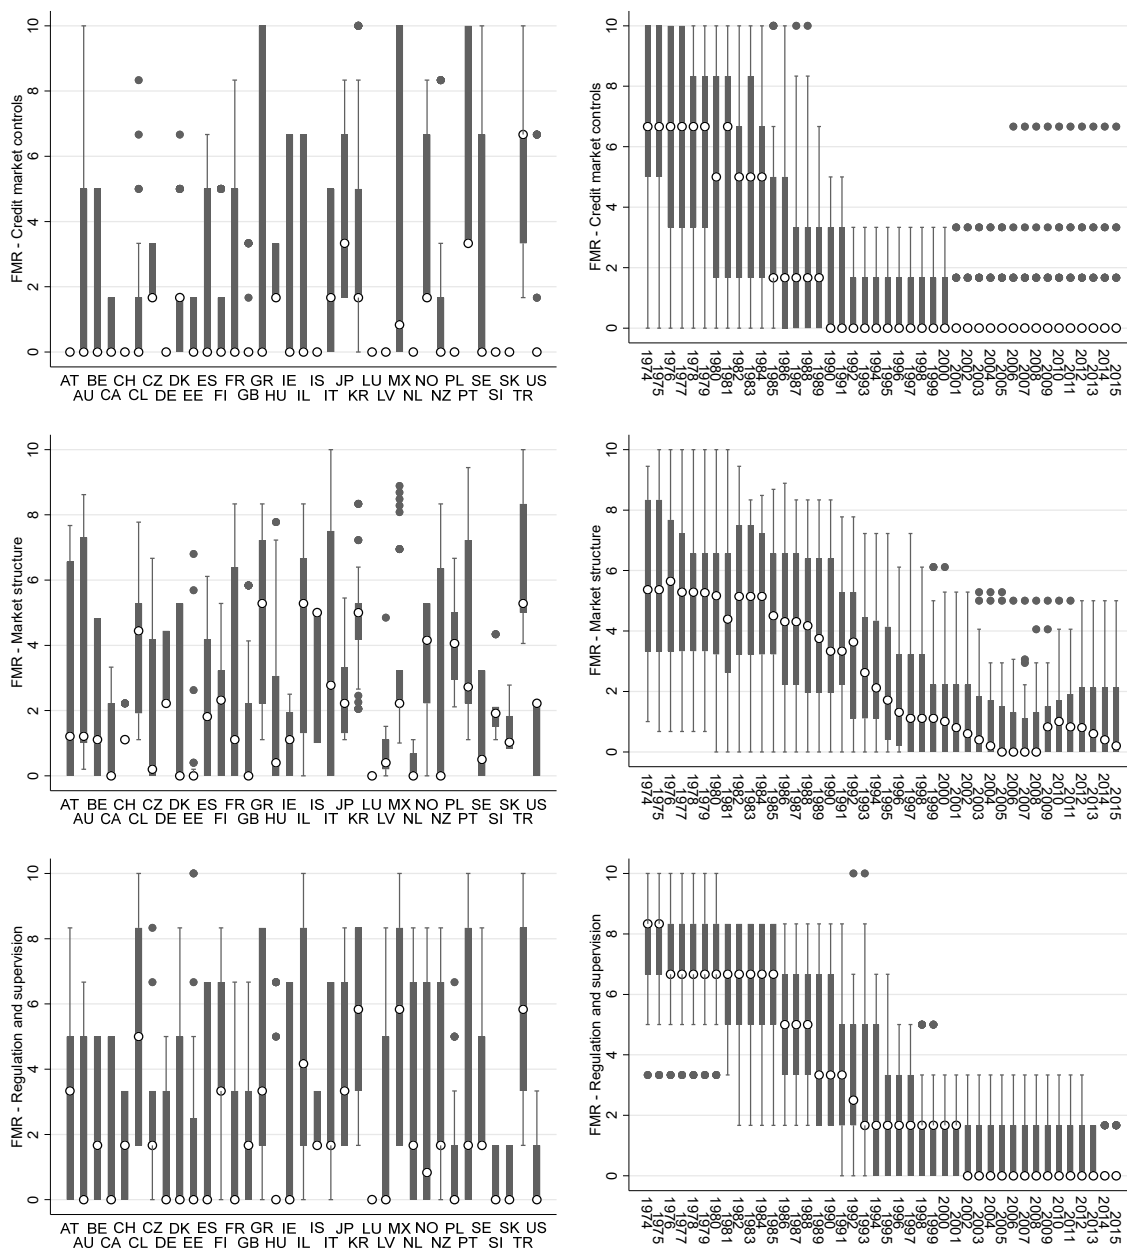 FMR - Credit market controls
10
8
6
4
2
0
AT BE CH CZ DK ES FR GR IE IS JP LU MX NO PL SE SK US
AU CA CL DE EE FI GB HU IL IT KR LV NL NZ PT SI TR
FMR - Credit market controls
10
8
6
4
2
0
1974 1976 1978 1980 1982 1984 1986 1988 1990 1992 1994 1996 1998 2000 2002 2004 2006 2008 2010 2012 2014
1975 1977 1979 1981 1983 1985 1987 1989 1991 1993 1995 1997 1999 2001 2003 2005 2007 2009 2011 2013 2015
FMR - Market structure
10
8
6
4
2
0
AT BE CH CZ DK ES FR GR IE IS JP LU MX NO PL SE SK US
AU CA CL DE EE FI GB HU IL IT KR LV NL NZ PT SI TR
FMR - Market structure
10
8
6
4
2
0
1974 1976 1978 1980 1982 1984 1986 1988 1990 1992 1994 1996 1998 2000 2002 2004 2006 2008 2010 2012 2014
1975 1977 1979 1981 1983 1985 1987 1989 1991 1993 1995 1997 1999 2001 2003 2005 2007 2009 2011 2013 2015
FMR - Regulation and supervision
10
8
6
4
2
0
AT BE CH CZ DK ES FR GR IE IS JP LU MX NO PL SE SK US
AU CA CL DE EE FI GB HU IL IT KR LV NL NZ PT SI TR
FMR - Regulation and supervision
10
8
6
4
2
0
1974 1976 1978 1980 1982 1984 1986 1988 1990 1992 1994 1996 1998 2000 2002 2004 2006 2008 2010 2012 2014
1975 1977 1979 1981 1983 1985 1987 1989 1991 1993 1995 1997 1999 2001 2003 2005 2007 2009 2011 2013 2015